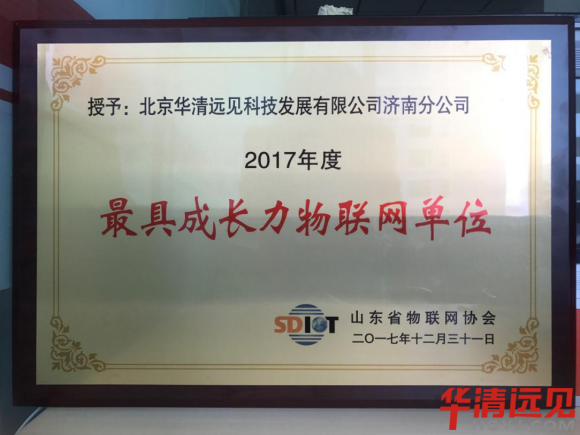 授予：北京华清远见科技发展有限公司济南分公司
2017年度
最具成长力物联网单位
SDIOT
山东省物联网协会
二〇一七年十二月三十一日
华清远见